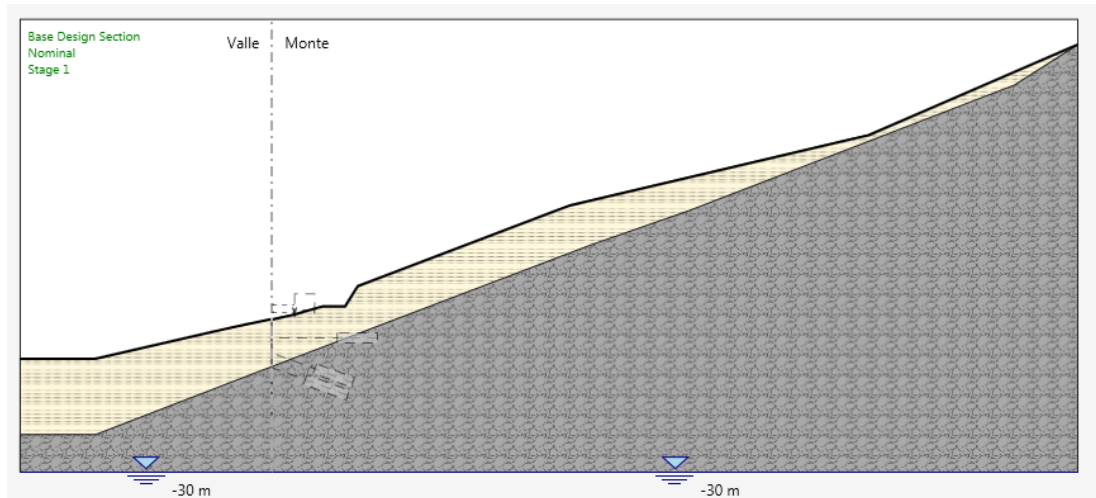 Base Design Section
Nominal
Stage 1
Valle
Monte
-30 m
-30 m